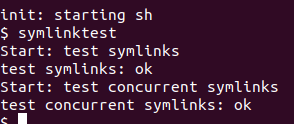 init: starting sh
$ symlinktest
Start: test symlinks
test symlinks: ok
Start: test concurrent symlinks
test concurrent symlinks: ok
$